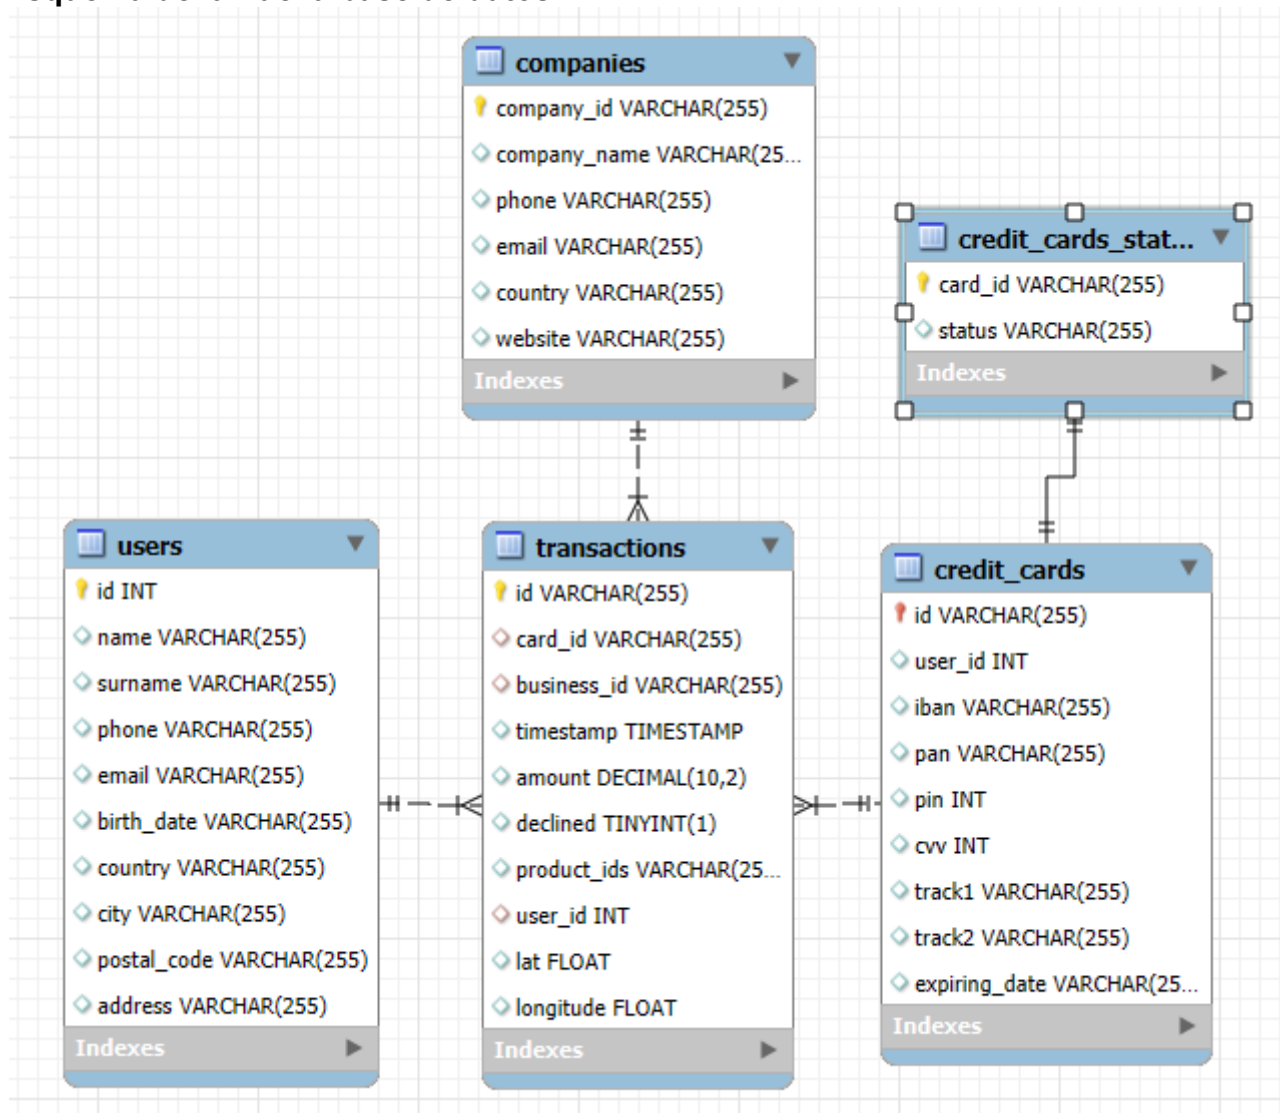 companies
company_id VARCHAR(255)
company_name VARCHAR(25...
phone VARCHAR(255)
email VARCHAR(255)
country VARCHAR(255)
website VARCHAR(255)
Indexes
credit_cards_stat...
card_id VARCHAR(255)
status VARCHAR(255)
Indexes
users
id INT
name VARCHAR(255)
surname VARCHAR(255)
phone VARCHAR(255)
email VARCHAR(255)
birth_date VARCHAR(255)
country VARCHAR(255)
city VARCHAR(255)
postal_code VARCHAR(255)
address VARCHAR(255)
Indexes
transactions
id VARCHAR(255)
card_id VARCHAR(255)
business_id VARCHAR(255)
timestamp TIMESTAMP
amount DECIMAL(10,2)
declined TINYINT(1)
product_ids VARCHAR(25...
user_id INT
lat FLOAT
longitude FLOAT
Indexes
credit_cards
id VARCHAR(255)
user_id INT
iban VARCHAR(255)
pan VARCHAR(255)
pin INT
cvv INT
track1 VARCHAR(255)
track2 VARCHAR(255)
expiring_date VARCHAR(25...
Indexes